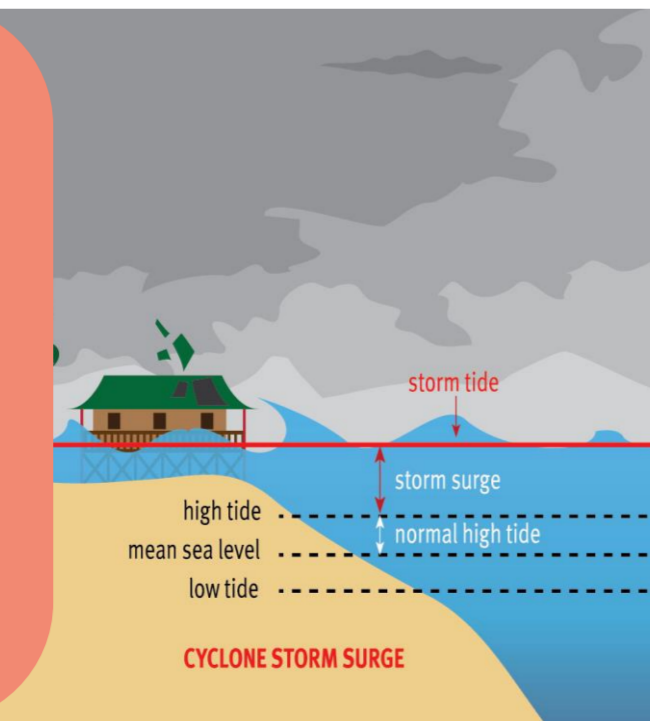 storm tide
storm surge
high tide
normal high tide
mean sea level
low tide
CYCLONE STORM SURGE